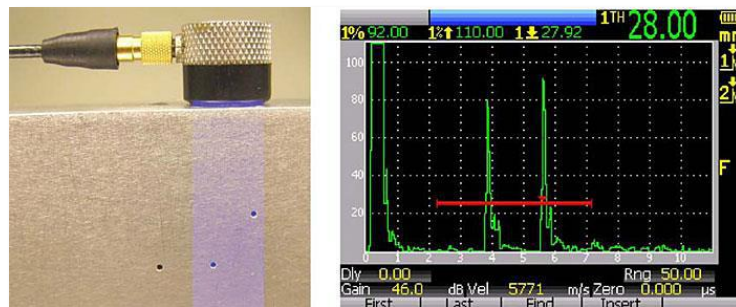 1TH 28.00
1% 92.00 1%↑ 110.00 1⬇ 27.92 mm
100
80
60
40
20
0 1 2 3 4 5 6 7 8 9 10
1
2
F
Dly 0.00 Rng 50.00
Gain 46.0 dB Vel 5771 m/s Zero 0.000 µs
First Last Find Insert